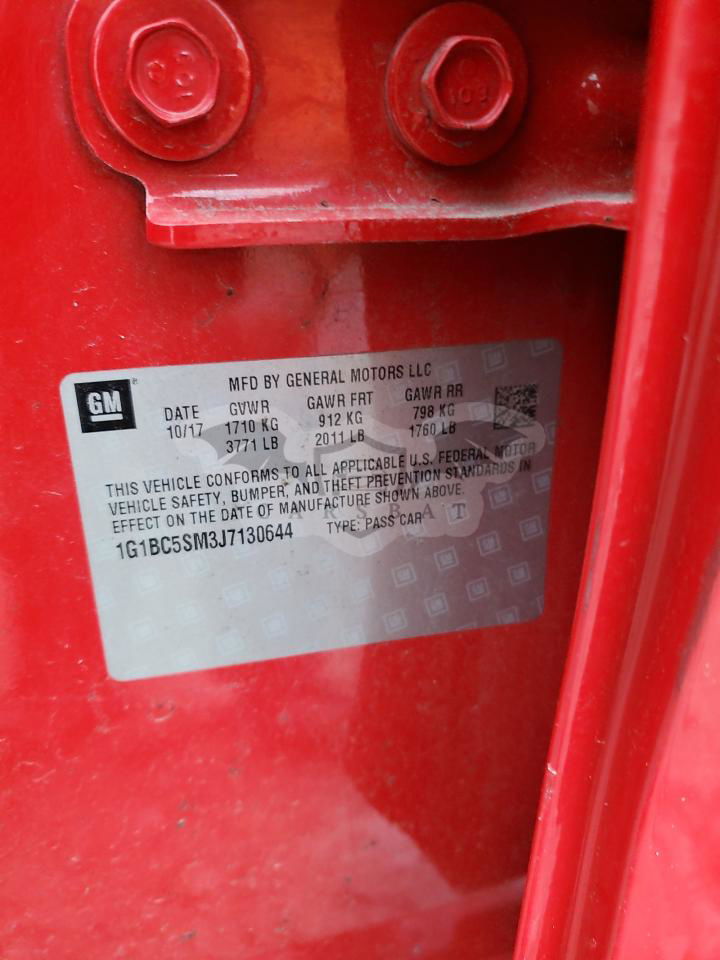 GM
MFD BY GENERAL MOTORS LLC
DATE GVWR GAWR FRT GAWR RR
10/17 1710 KG 912 KG 798 KG
3771 LB 2011 LB 1760 LB
THIS VEHICLE CONFORMS TO ALL APPLICABLE U.S. FEDERAL MOTOR
VEHICLE SAFETY, BUMPER, AND THEFT PREVENTION STANDARDS IN
EFFECT ON THE DATE OF MANUFACTURE SHOWN ABOVE.
1G1BC5SM3J7130644 TYPE: PASS CAR
ARSBAT